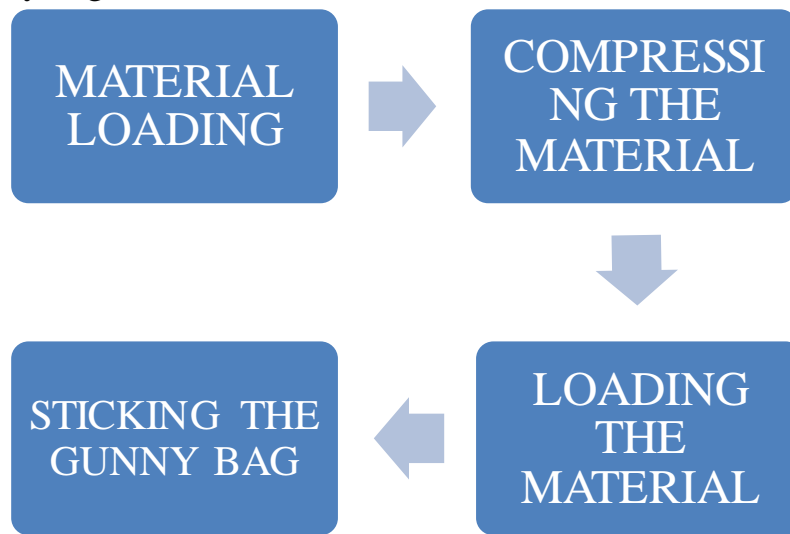 MATERIAL
LOADING
COMPRESSI
NG THE
MATERIAL
LOADING
THE
MATERIAL
STICKING THE
GUNNY BAG